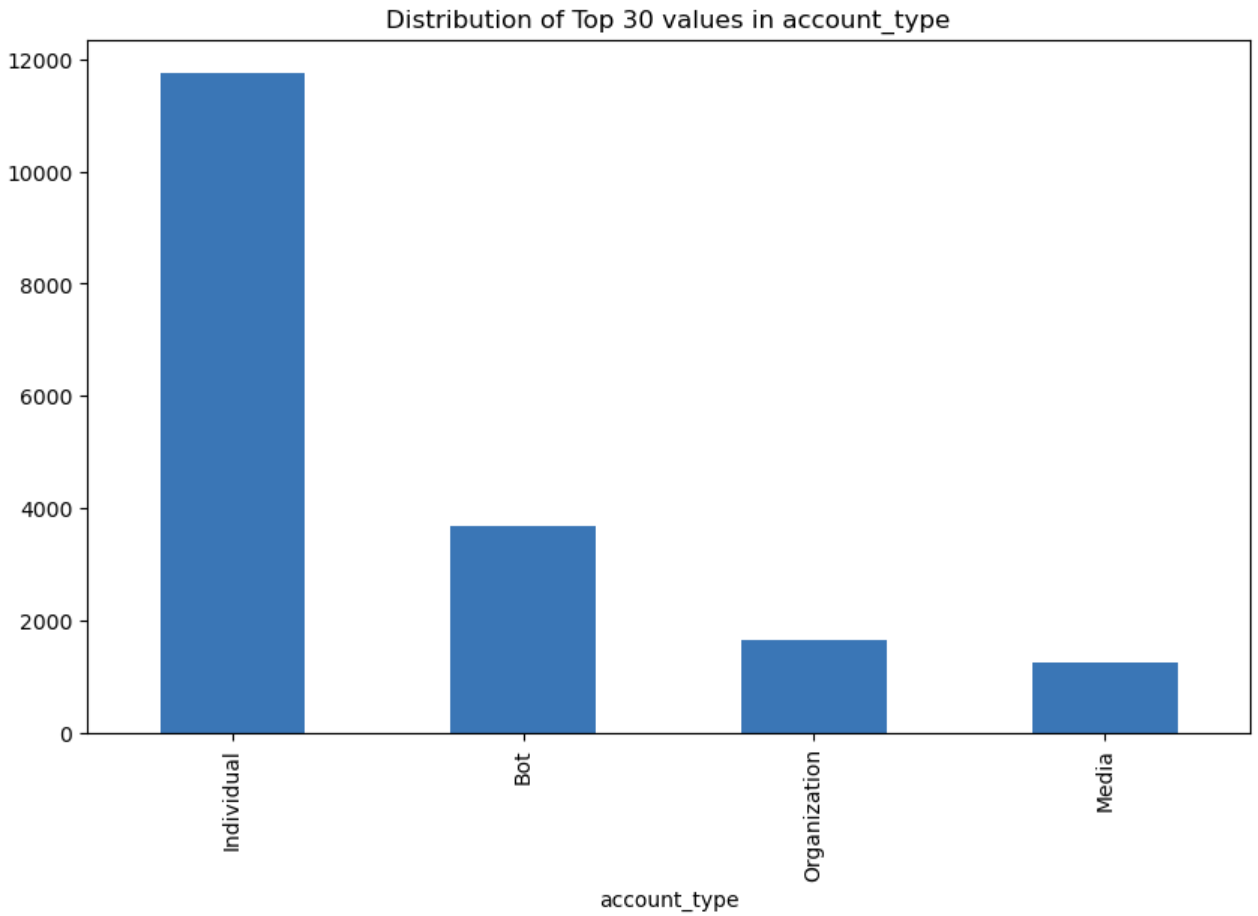 Distribution of Top 30 values in account_type
12000
10000
8000
6000
4000
2000
0
Individual
Bot
Organization
Media
account_type